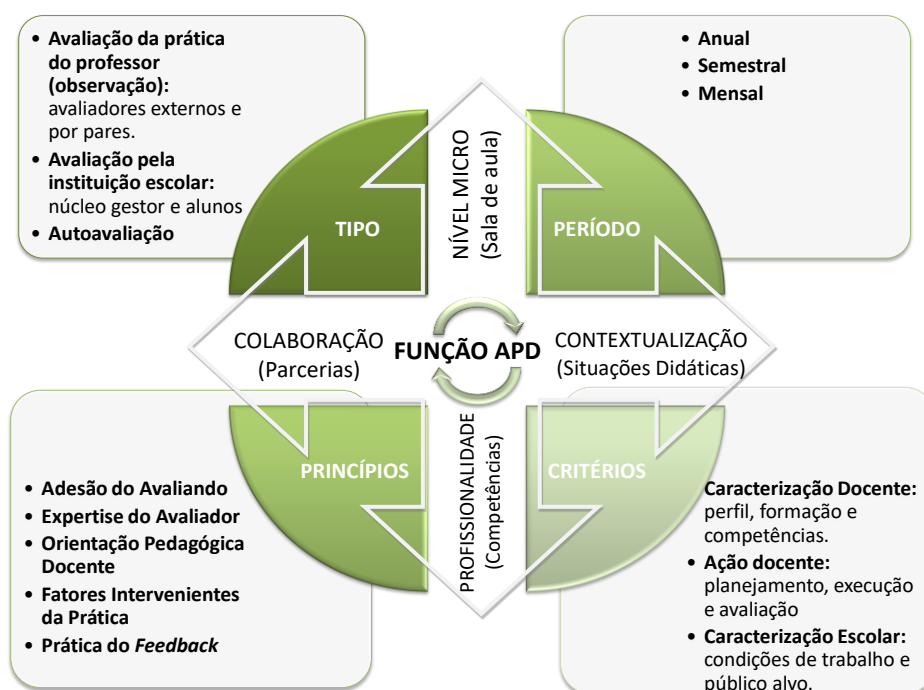 • Avaliação da prática
do professor
(observação):
avaliadores externos e
por pares.
• Avaliação pela
instituição escolar:
núcleo gestor e alunos
• Autoavaliação
• Anual
• Semestral
• Mensal
TIPO
NÍVEL MICRO
(Sala de aula)
PERÍODO
COLABORAÇÃO
(Parcerias)
FUNÇÃO APD
CONTEXTUALIZAÇÃO
(Situações Didáticas)
PRINCÍPIOS
PROFISSIONALIDADE
(Competências)
CRITÉRIOS
• Adesão do Avaliando
• Expertise do Avaliador
• Orientação Pedagógica
Docente
• Fatores Intervenientes
da Prática
• Prática do Feedback
Caracterização Docente:
perfil, formação e
competências.
• Ação docente:
planejamento, execução
e avaliação
• Caracterização Escolar:
condições de trabalho e
público alvo.